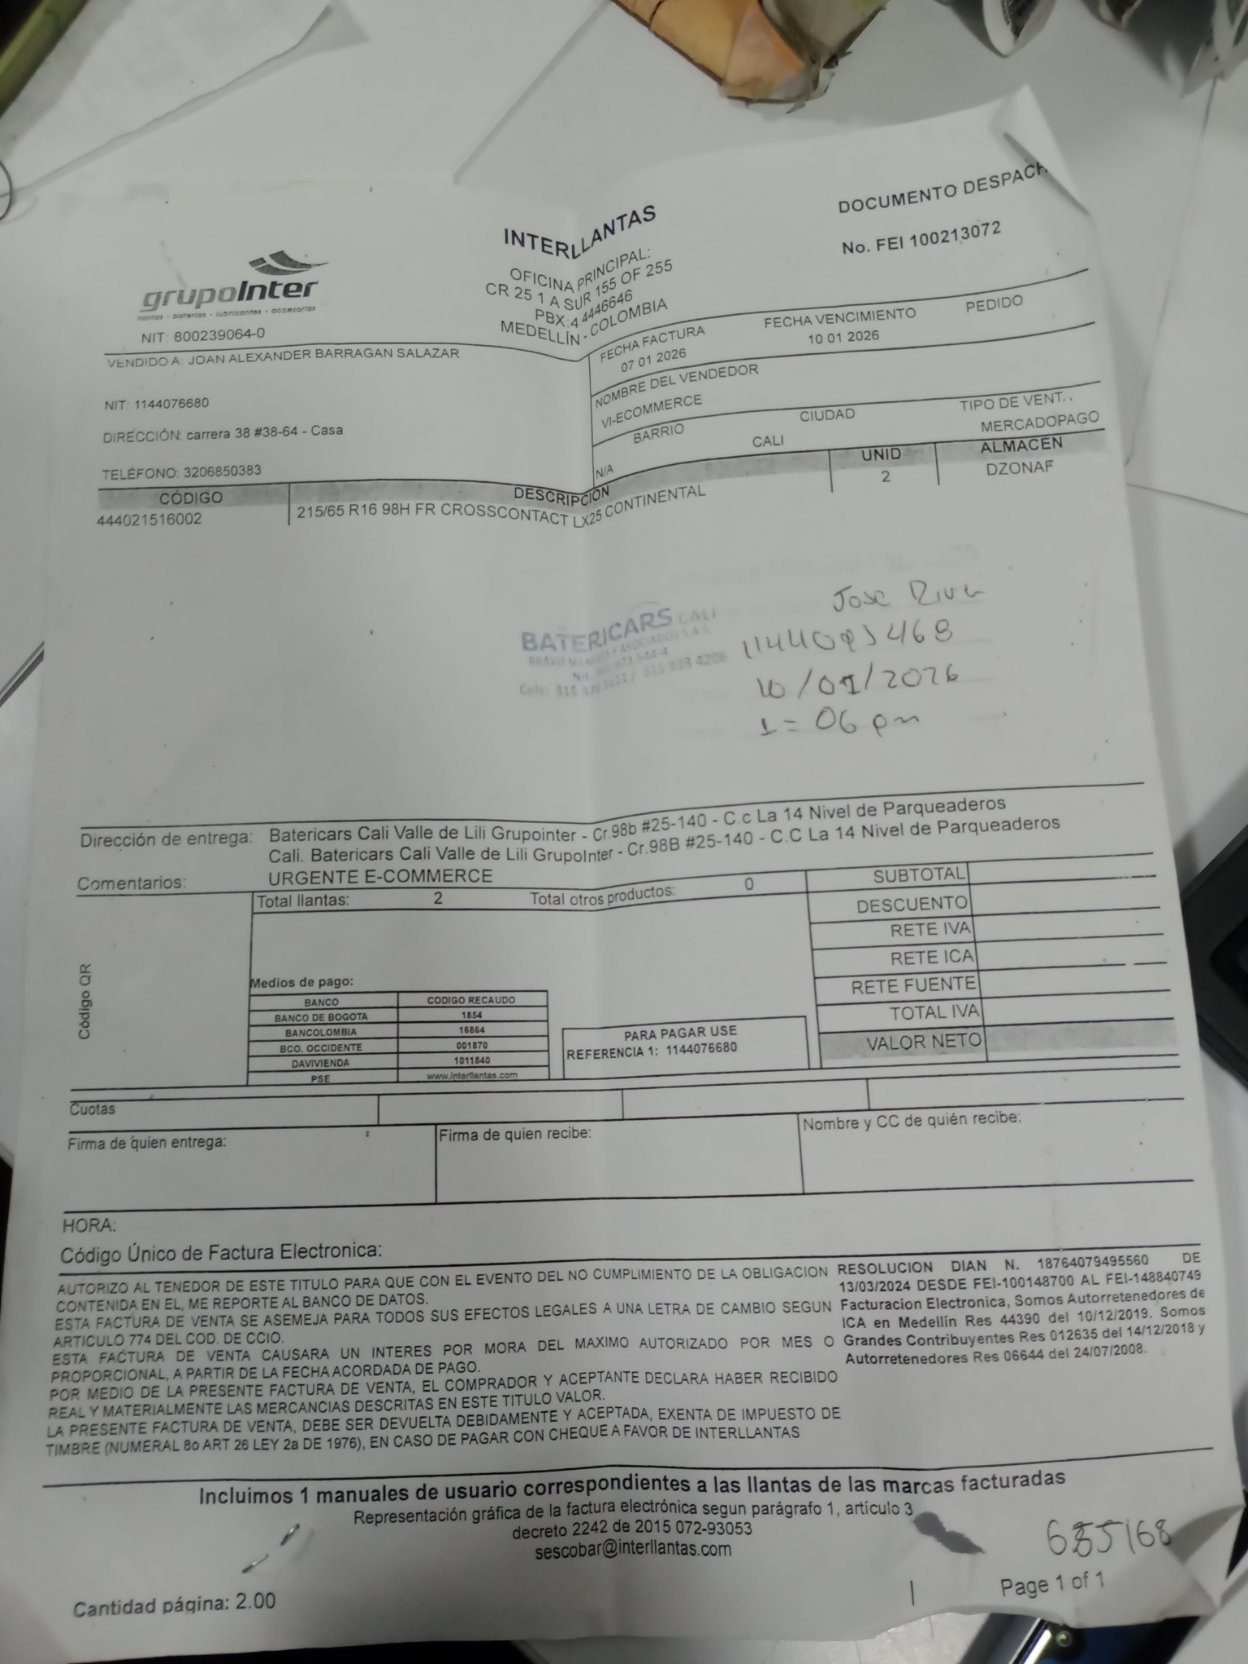 INTERLLANTAS
OFICINA PRINCIPAL:
CR 25 1 A SUR 155 OF 255
PBX:4 4446646
MEDELLÍN - COLOMBIA
DOCUMENTO DESPACH
No. FEI 100213072
grupoInter
llantas - baterías - lubricantes - accesorios
NIT: 800239064-0
VENDIDO A: JOAN ALEXANDER BARRAGAN SALAZAR
NIT: 1144076680
DIRECCIÓN: carrera 38 #38-64 - Casa
TELÉFONO: 3206850383
FECHA FACTURA
07 01 2026
FECHA VENCIMIENTO
10 01 2026
PEDIDO
NOMBRE DEL VENDEDOR
VI-ECOMMERCE
BARRIO
N/A
CIUDAD
CALI
TIPO DE VENT
MERCADOPAGO
CÓDIGO DESCRIPCIÓN UNID ALMACEN
444021516002 215/65 R16 98H FR CROSSCONTACT LX25 CONTINENTAL 2 DZONAF
BATERICARS CALI
Jose
10/01/2026
1= 06 pm
Dirección de entrega: Batericars Cali Valle de Lili Grupointer - Cr.98b #25-140 - C.c La 14 Nivel de Parqueaderos
Cali. Batericars Cali Valle de Lili GrupoInter - Cr.98B #25-140 - C.C La 14 Nivel de Parqueaderos
Comentarios: URGENTE E-COMMERCE
Total llantas: 2 Total otros productos: 0
SUBTOTAL
DESCUENTO
RETE IVA
RETE ICA
RETE FUENTE
TOTAL IVA
VALOR NETO
Código QR
Medios de pago:
BANCO CODIGO RECAUDO
BANCO DE BOGOTA 1854
BANCOLOMBIA 16864
BCO. OCCIDENTE 001870
DAVIVIENDA 1011840
PSE www.interllantas.com
PARA PAGAR USE
REFERENCIA 1: 1144076680
Cuotas
Firma de quien entrega:
Firma de quien recibe:
Nombre y CC de quién recibe:
HORA:
Código Único de Factura Electronica:
AUTORIZO AL TENEDOR DE ESTE TITULO PARA QUE CON EL EVENTO DEL NO CUMPLIMIENTO DE LA OBLIGACION
CONTENIDA EN EL, ME REPORTE AL BANCO DE DATOS.
ESTA FACTURA DE VENTA SE ASEMEJA PARA TODOS SUS EFECTOS LEGALES A UNA LETRA DE CAMBIO SEGUN
ARTICULO 774 DEL COD. DE CCIO.
ESTA FACTURA DE VENTA CAUSARA UN INTERES POR MORA DEL MAXIMO AUTORIZADO POR MES O
PROPORCIONAL, A PARTIR DE LA FECHA ACORDADA DE PAGO.
POR MEDIO DE LA PRESENTE FACTURA DE VENTA, EL COMPRADOR Y ACEPTANTE DECLARA HABER RECIBIDO
REAL Y MATERIALMENTE LAS MERCANCIAS DESCRITAS EN ESTE TITULO VALOR.
LA PRESENTE FACTURA DE VENTA, DEBE SER DEVUELTA DEBIDAMENTE Y ACEPTADA, EXENTA DE IMPUESTO DE
TIMBRE (NUMERAL 8o ART 26 LEY 2a DE 1976), EN CASO DE PAGAR CON CHEQUE A FAVOR DE INTERLLANTAS
RESOLUCION DIAN N. 18764079495560 DE
13/03/2024 DESDE FEI-100148700 AL FEI-148840749
Facturacion Electronica, Somos Autorretenedores de
ICA en Medellin Res 44390 del 10/12/2019. Somos
Grandes Contribuyentes Res 012635 del 14/12/2018 y
Autorretenedores Res 06644 del 24/07/2008.
Incluimos 1 manuales de usuario correspondientes a las llantas de las marcas facturadas
Representación gráfica de la factura electrónica segun parágrafo 1, artículo 3
decreto 2242 de 2015 072-93053
sescobar@interllantas.com
685168
Cantidad página: 2.00
Page 1 of 1